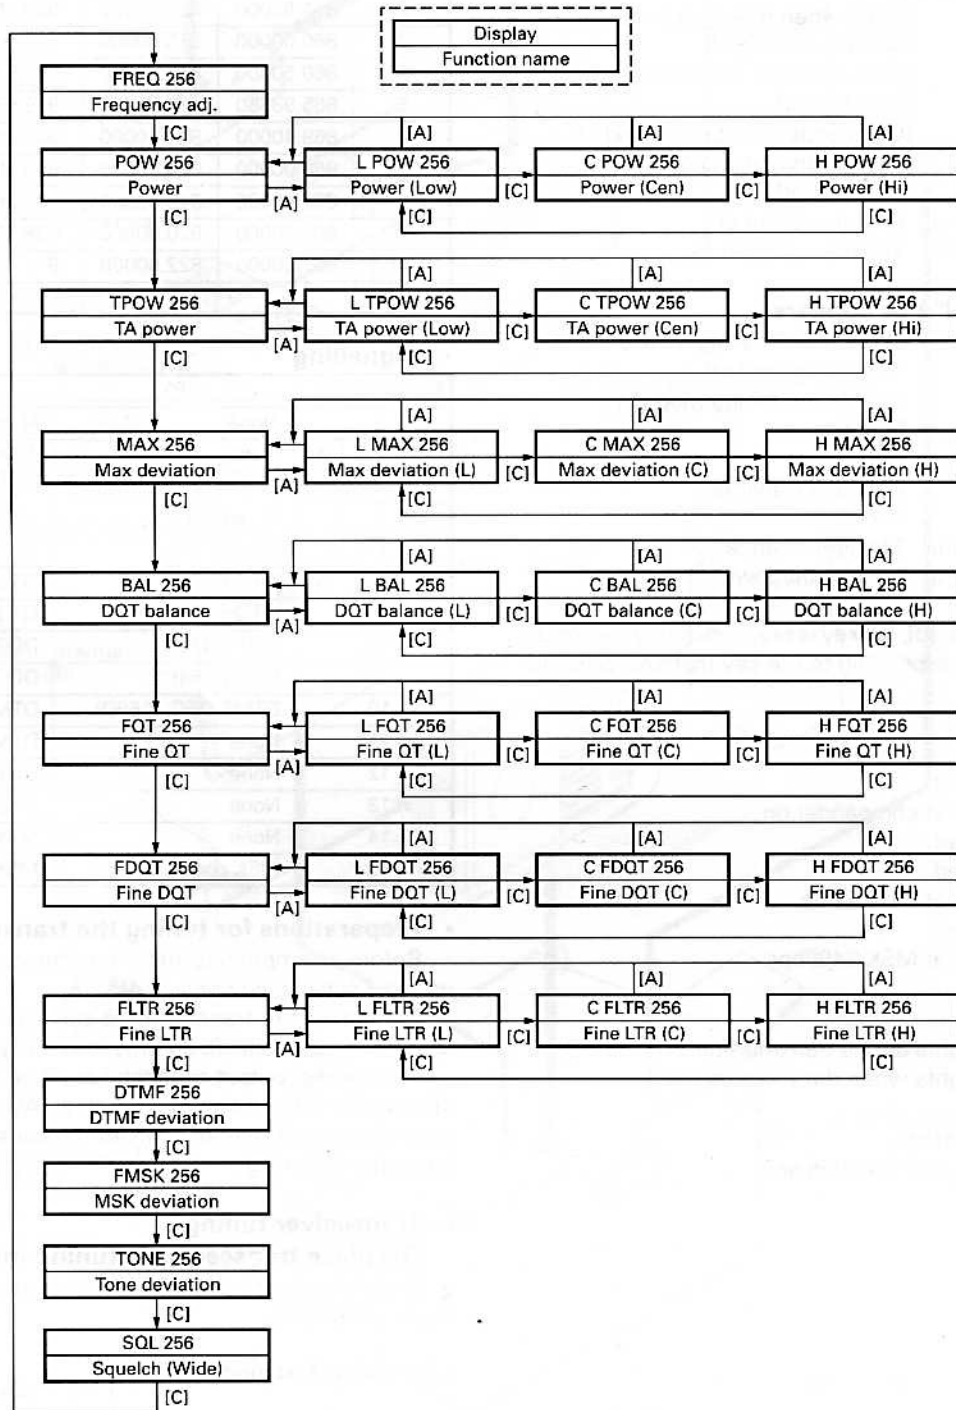 Display
Function name
FREQ 256
Frequency adj.
[C]
[A] [A] [A]
POW 256 L POW 256 C POW 256 H POW 256
Power [A] Power (Low) [C] Power (Cen) [C] Power (Hi)
[C] [C] [C]
[A] [A] [A]
TPOW 256 L TPOW 256 C TPOW 256 H TPOW 256
TA power [A] TA power (Low) [C] TA power (Cen) [C] TA power (Hi)
[C] [C] [C]
[A] [A] [A]
MAX 256 L MAX 256 C MAX 256 H MAX 256
Max deviation [A] Max deviation (L) [C] Max deviation (C) [C] Max deviation (H)
[C] [C] [C]
[A] [A] [A]
BAL 256 L BAL 256 C BAL 256 H BAL 256
DQT balance [A] DQT balance (L) [C] DQT balance (C) [C] DQT balance (H)
[C] [C] [C]
[A] [A] [A]
FQT 256 L FQT 256 C FQT 256 H FQT 256
Fine QT [A] Fine QT (L) [C] Fine QT (C) [C] Fine QT (H)
[C] [C] [C]
[A] [A] [A]
FDQT 256 L FDQT 256 C FDQT 256 H FDQT 256
Fine DQT [A] Fine DQT (L) [C] Fine DQT (C) [C] Fine DQT (H)
[C] [C] [C]
[A] [A] [A]
FLTR 256 L FLTR 256 C FLTR 256 H FLTR 256
Fine LTR [A] Fine LTR (L) [C] Fine LTR (C) [C] Fine LTR (H)
[C] [C] [C]
DTMF 256
DTMF deviation
[C]
FMSK 256
MSK deviation
[C]
TONE 256
Tone deviation
[C]
SQL 256
Squelch (Wide)
[C]